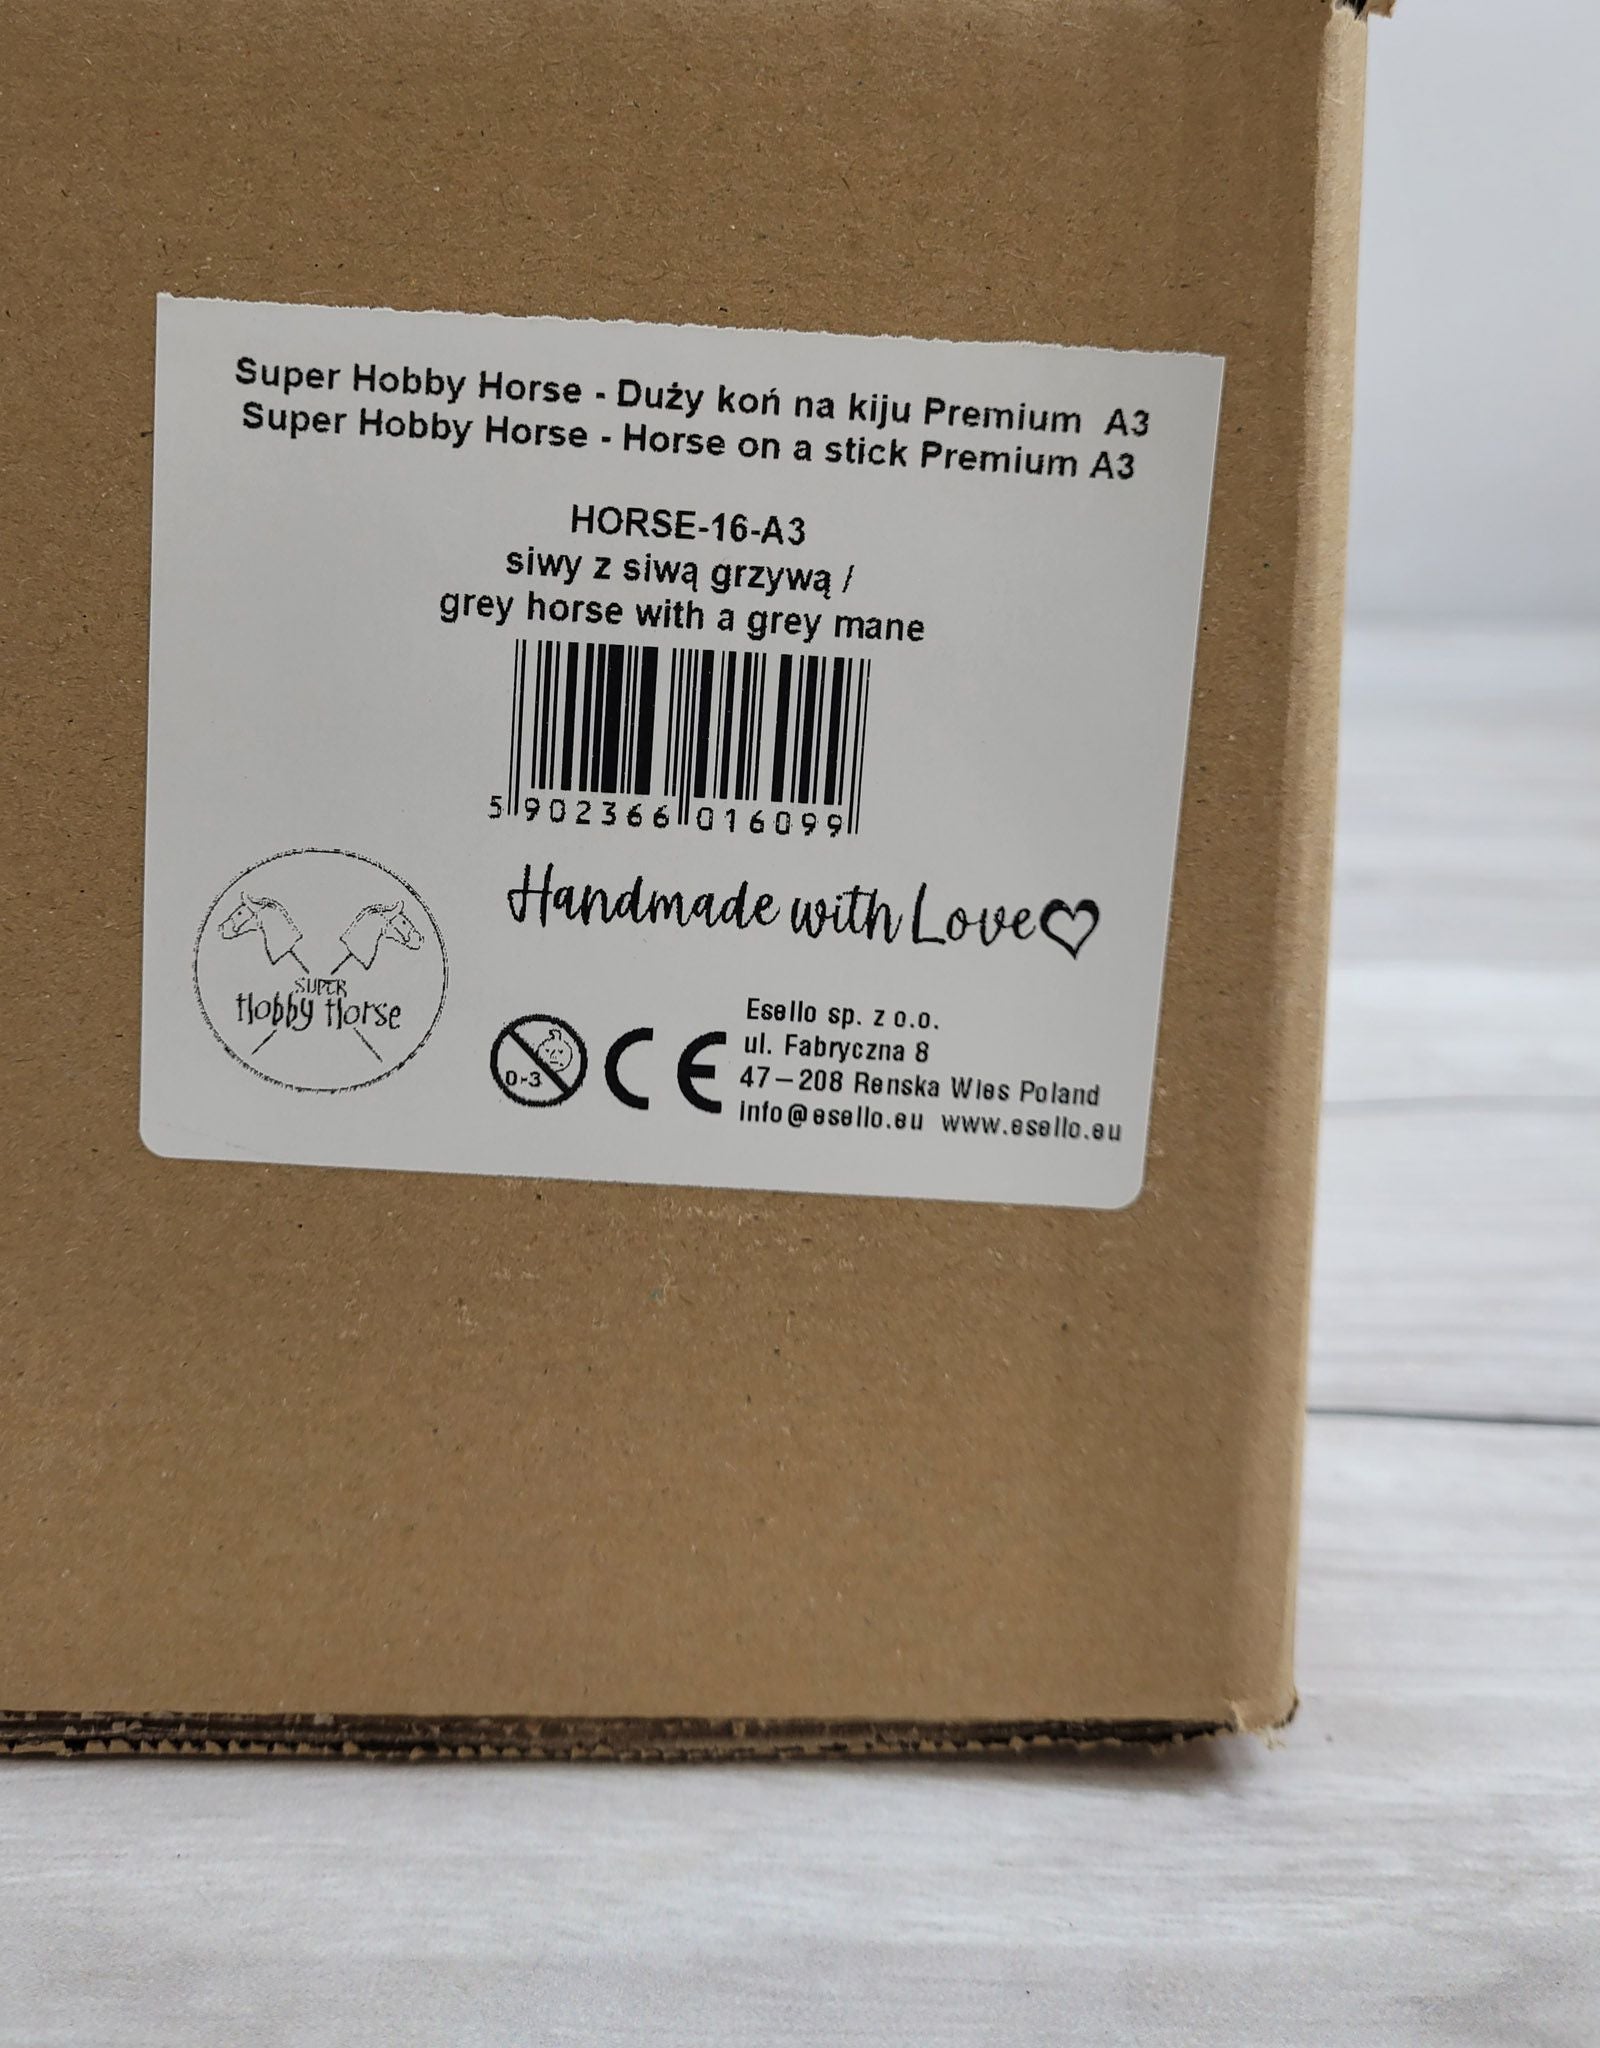 Super Hobby Horse - Duży koń na kiju Premium A3
Super Hobby Horse - Horse on a stick Premium A3
HORSE-16-A3
siwy z siwą grzywą /
grey horse with a grey mane
5 902366 016099
Handmade with Love
SUPER
Hobby Horse
0-3
CE
Esello sp. z o.o.
ul. Fabryczna 8
47-208 Renska Wies Poland
info@esello.eu www.esello.eu